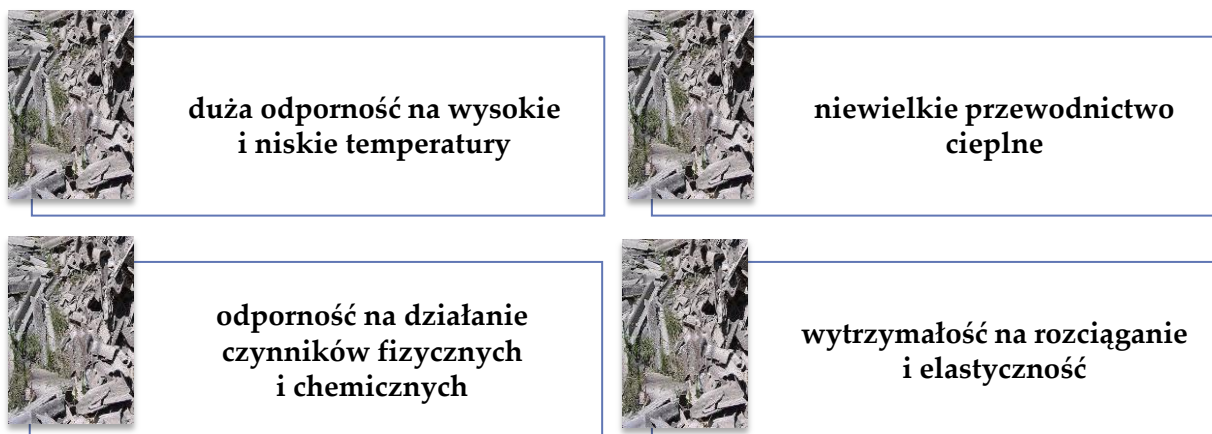 duża odporność na wysokie
i niskie temperatury
niewielkie przewodnictwo
cieplne
odporność na działanie
czynników fizycznych
i chemicznych
wytrzymałość na rozciąganie
i elastyczność